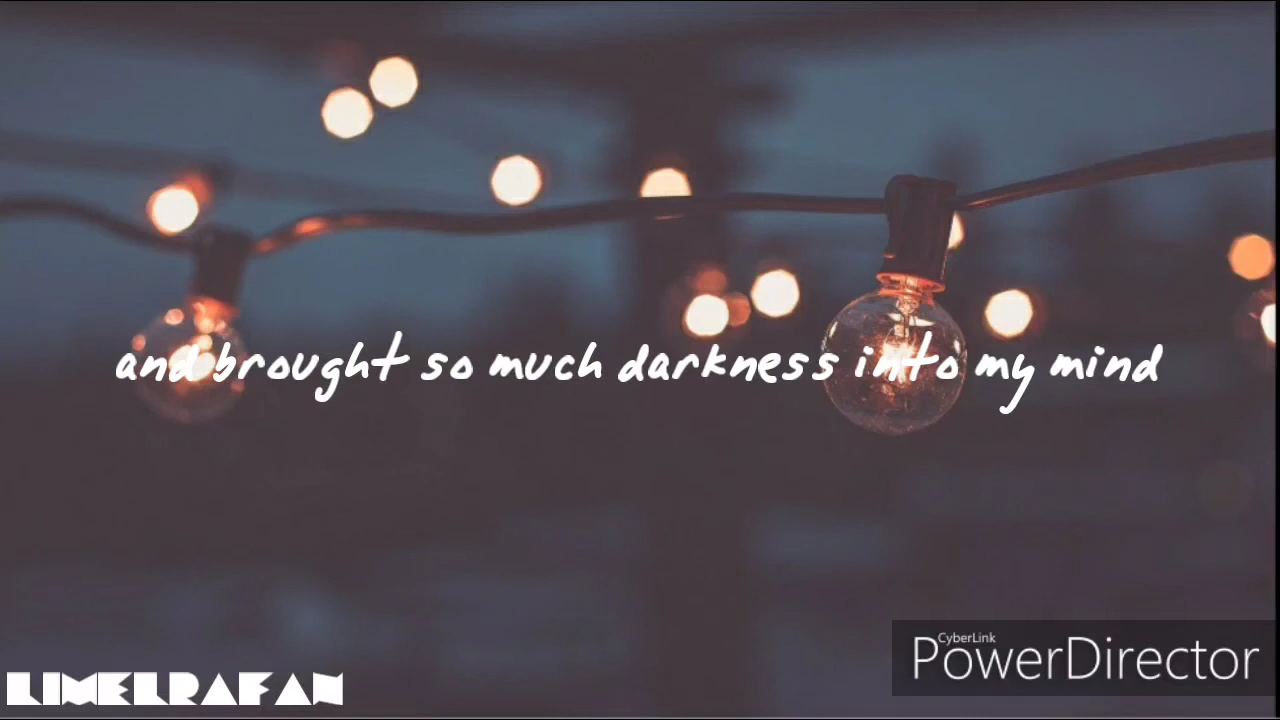 and brought so much darkness into my mind
CyberLink
PowerDirector
LIMELRAFAN